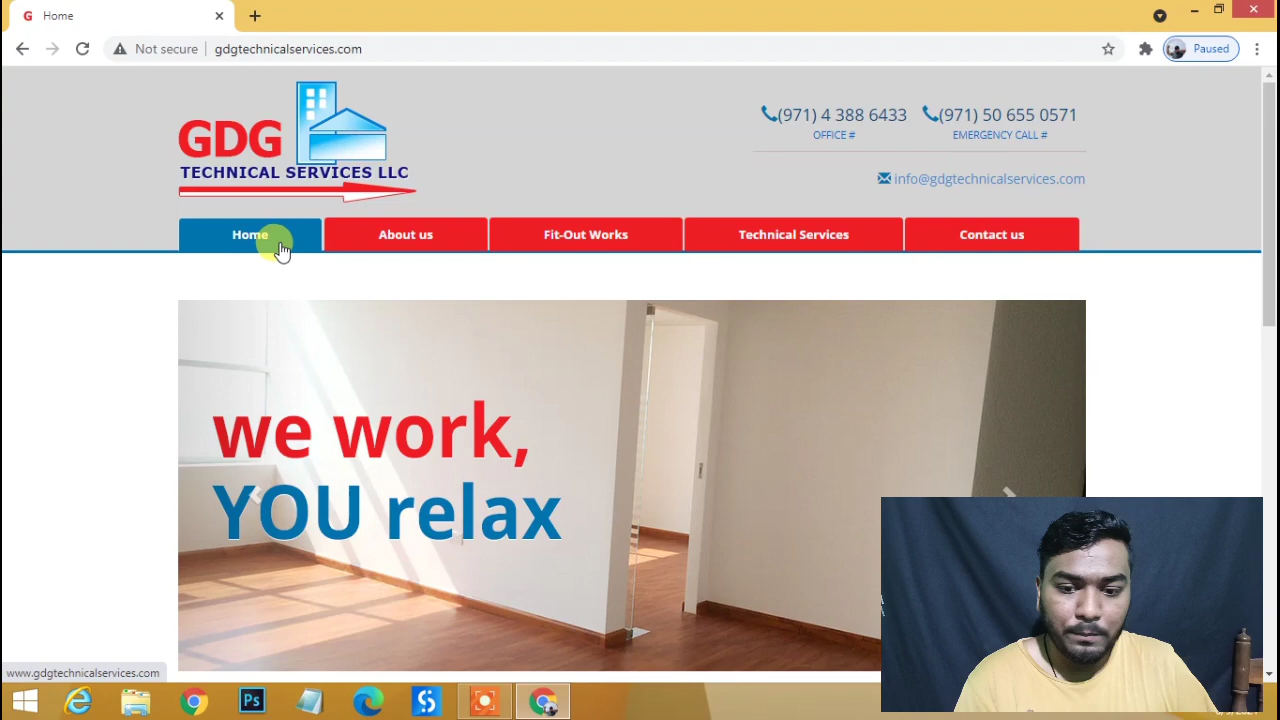 G Home
Not secure gdgtechnicalservices.com
Paused
GDG
TECHNICAL SERVICES LLC
(971) 4 388 6433
OFFICE #
(971) 50 655 0571
EMERGENCY CALL #
info@gdgtechnicalservices.com
Home
About us
Fit-Out Works
Technical Services
Contact us
we work,
YOU relax
www.gdgtechnicalservices.com
Ps